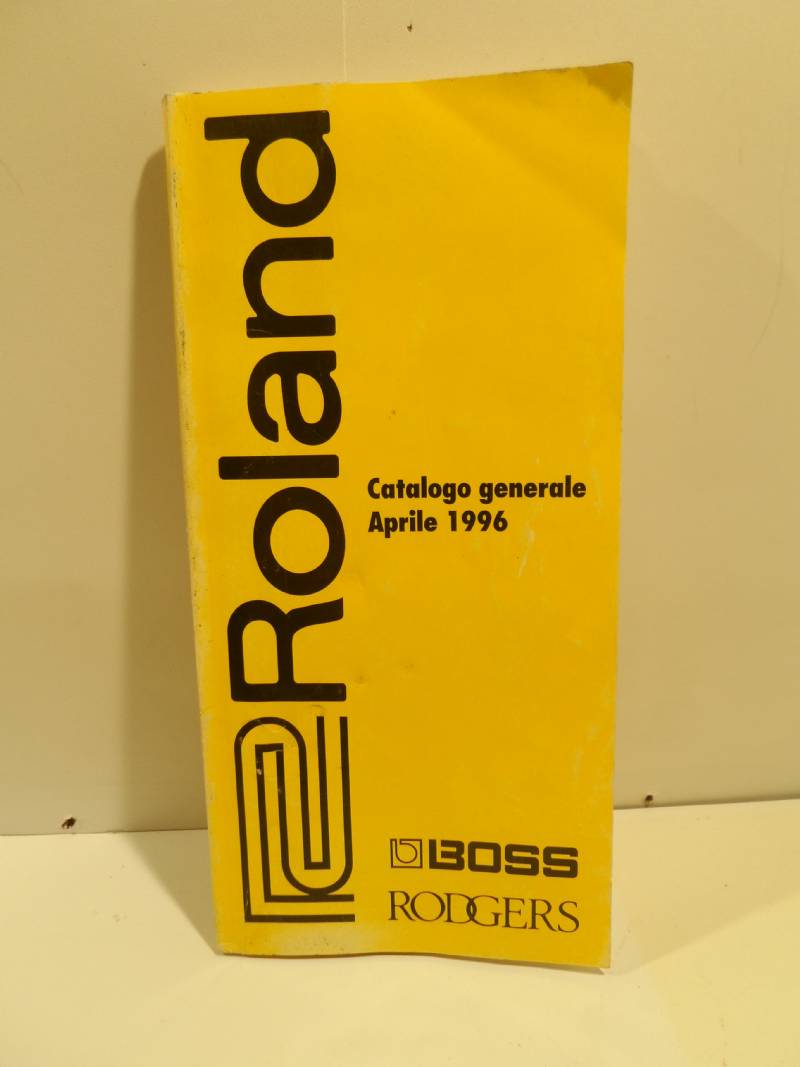 Roland
Catalogo generale
Aprile 1996
BOSS
RODGERS